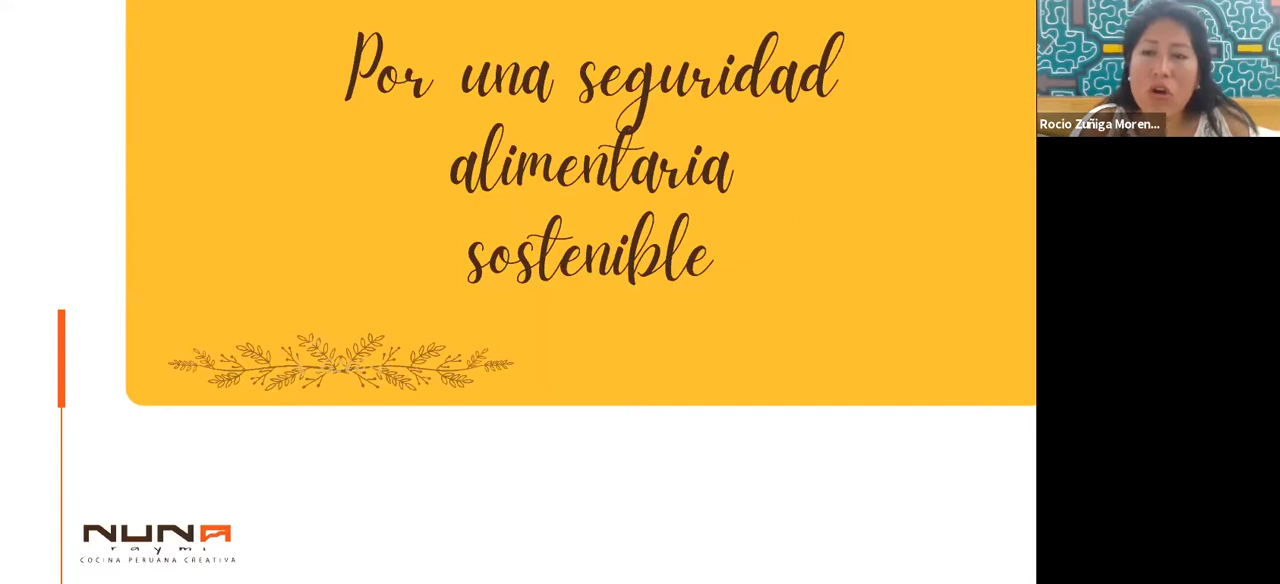 Por una seguridad
alimentaria
sostenible
Rocio Zuñiga Moren...
NUNA
raymi
COCINA PERUANA CREATIVA